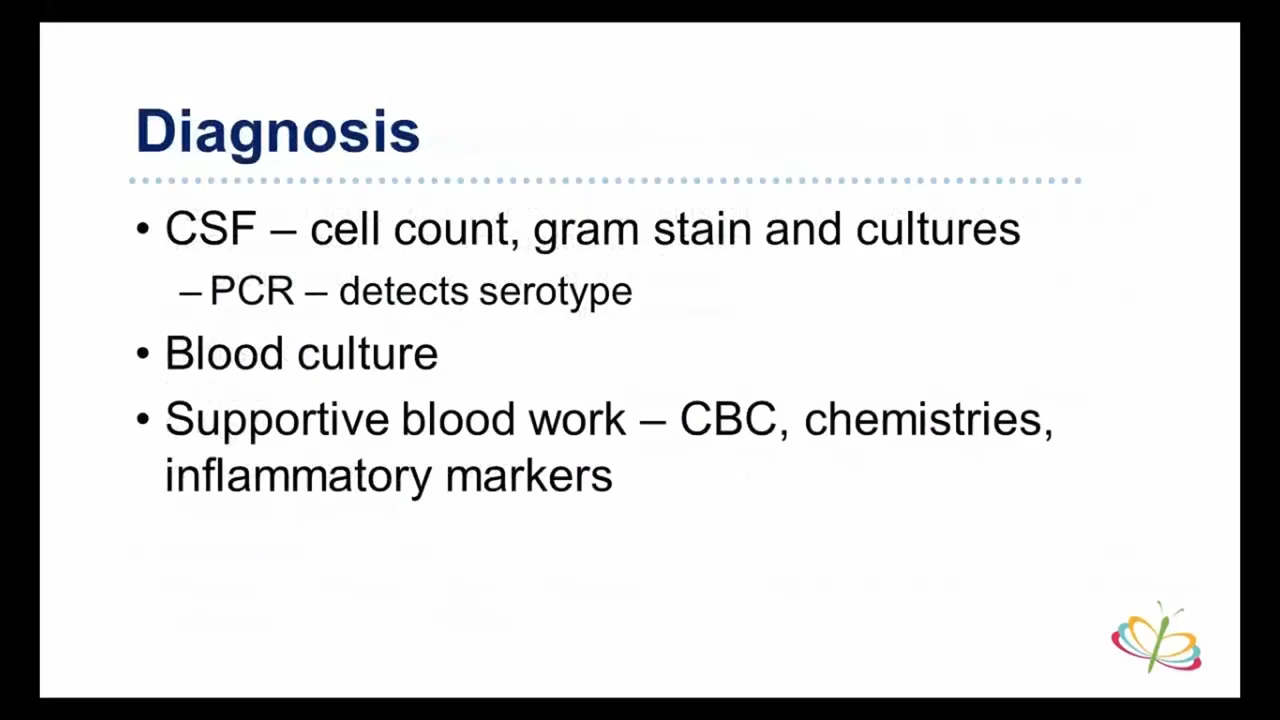 Diagnosis
• CSF – cell count, gram stain and cultures
– PCR – detects serotype
• Blood culture
• Supportive blood work – CBC, chemistries,
inflammatory markers